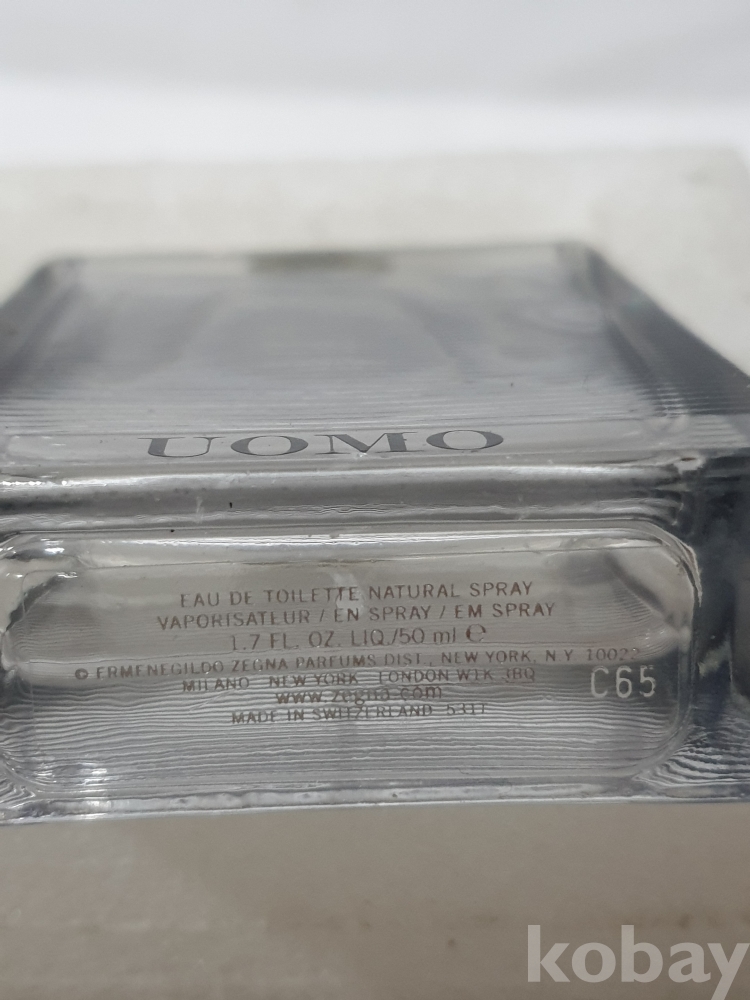 UOMO
EAU DE TOILETTE NATURAL SPRAY
VAPORISATEUR / EN SPRAY / EM SPRAY
1.7 FL. OZ. LIQ./50 ml ℮
© ERMENEGILDO ZEGNA PARFUMS DIST., NEW YORK, N.Y. 10022
MILANO NEW YORK LONDON W1K 3BQ
www.zegna.com
MADE IN SWITZERLAND
C65
kobay